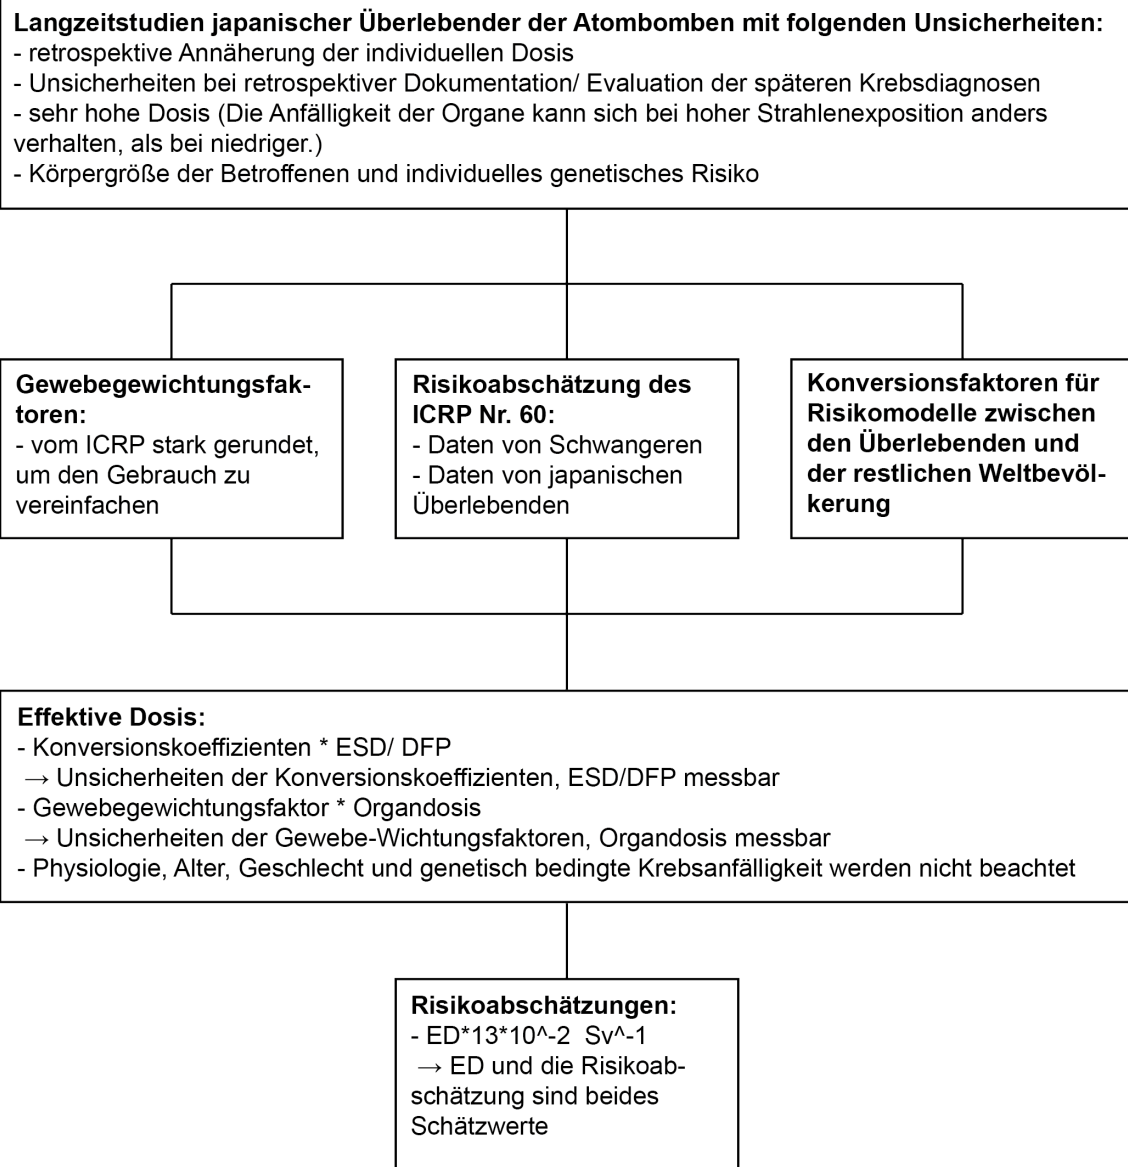 Langzeitstudien japanischer Überlebender der Atombomben mit folgenden Unsicherheiten:
- retrospektive Annäherung der individuellen Dosis
- Unsicherheiten bei retrospektiver Dokumentation/ Evaluation der späteren Krebsdiagnosen
- sehr hohe Dosis (Die Anfälligkeit der Organe kann sich bei hoher Strahlenexposition anders
verhalten, als bei niedriger.)
- Körpergröße der Betroffenen und individuelles genetisches Risiko
Gewebegewichtungsfak-
toren:
- vom ICRP stark gerundet,
um den Gebrauch zu
vereinfachen
Risikoabschätzung des
ICRP Nr. 60:
- Daten von Schwangeren
- Daten von japanischen
Überlebenden
Konversionsfaktoren für
Risikomodelle zwischen
den Überlebenden und
der restlichen Weltbevöl-
kerung
Effektive Dosis:
- Konversionskoeffizienten * ESD/ DFP
→ Unsicherheiten der Konversionskoeffizienten, ESD/DFP messbar
- Gewebegewichtungsfaktor * Organdosis
→ Unsicherheiten der Gewebe-Wichtungsfaktoren, Organdosis messbar
- Physiologie, Alter, Geschlecht und genetisch bedingte Krebsanfälligkeit werden nicht beachtet
Risikoabschätzungen:
- ED*13*10^-2  Sv^-1
→ ED und die Risikoab-
schätzung sind beides
Schätzwerte